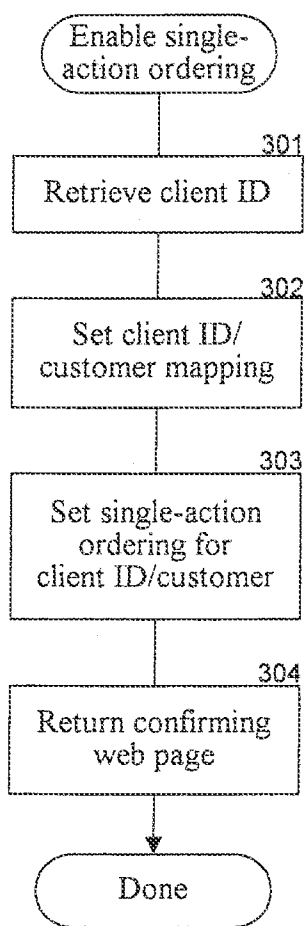 Enable single-
action ordering
301
Retrieve client ID
302
Set client ID/
customer mapping
303
Set single-action
ordering for
client ID/customer
304
Return confirming
web page
Done